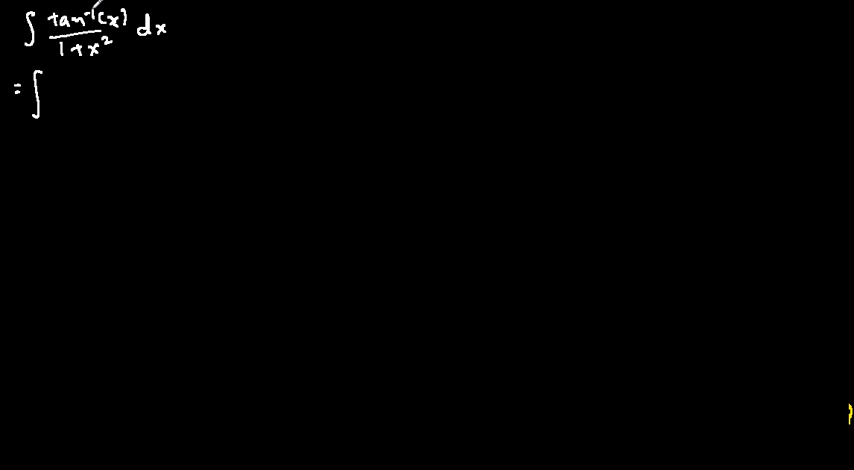 ∫ tan⁻¹(x) / 1+x² dx
= ∫